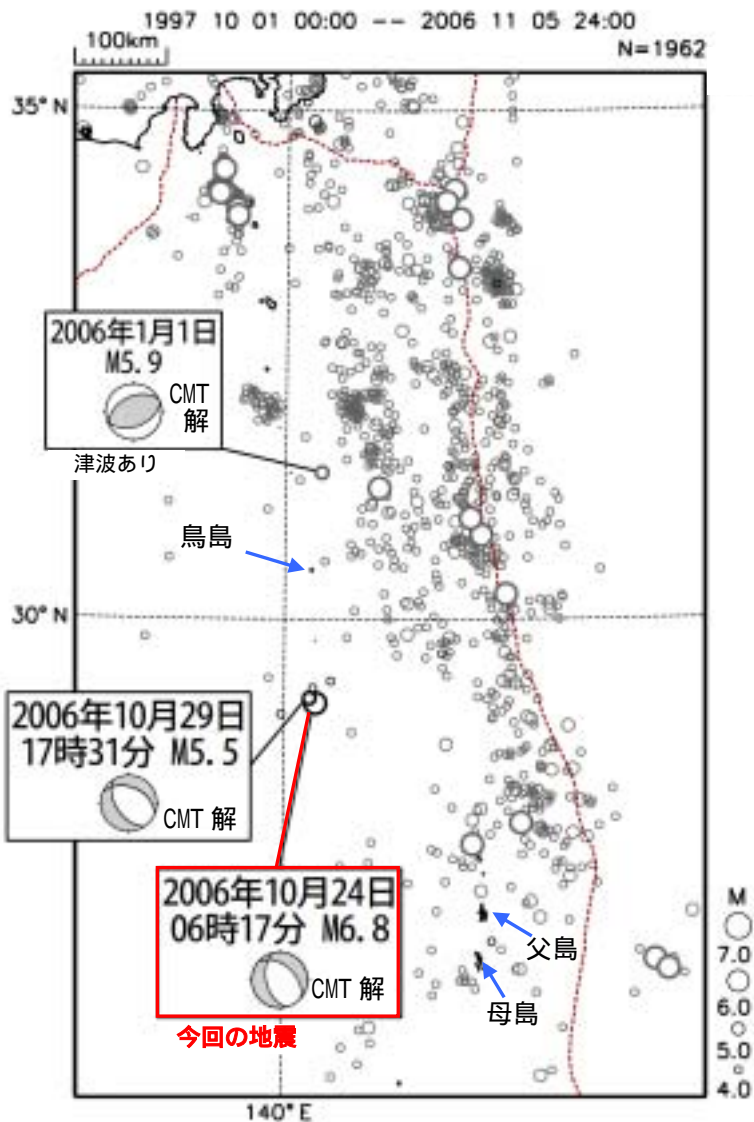 1997 10 01 00:00 -- 2006 11 05 24:00
100km
N=1962
35°N
2006年1月1日
M5.9
CMT
解
津波あり
鳥島
30°N
2006年10月29日
17時31分 M5.5
CMT 解
2006年10月24日
06時17分 M6.8
CMT 解
今回の地震
父島
母島
M
7.0
6.0
5.0
4.0
140°E